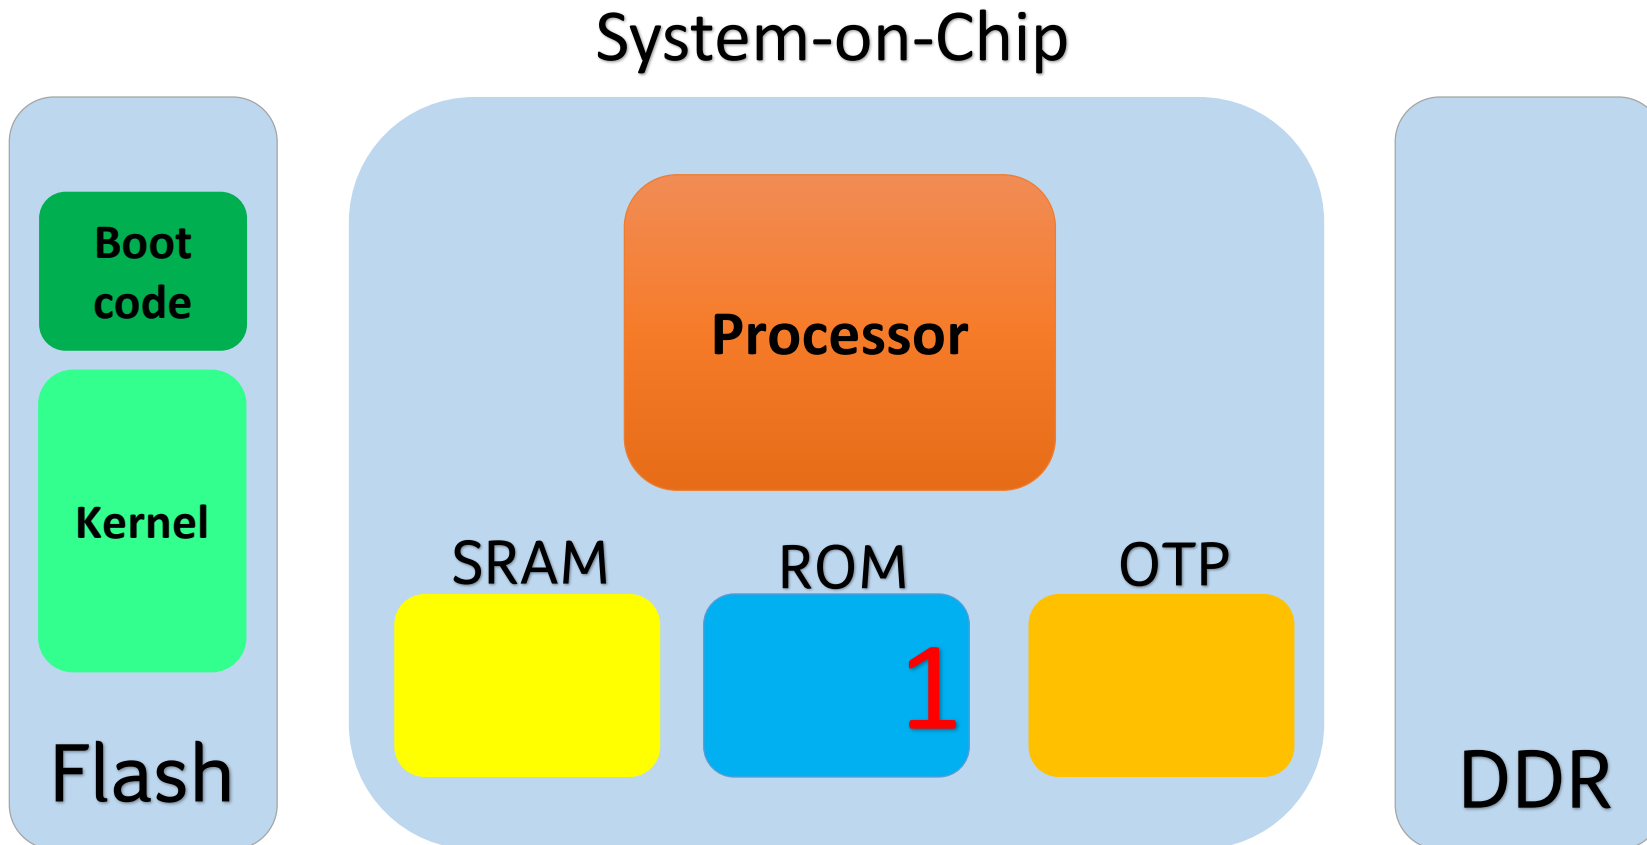 System-on-Chip
Boot
code
Kernel
Flash
Processor
SRAM
ROM
OTP
1
DDR